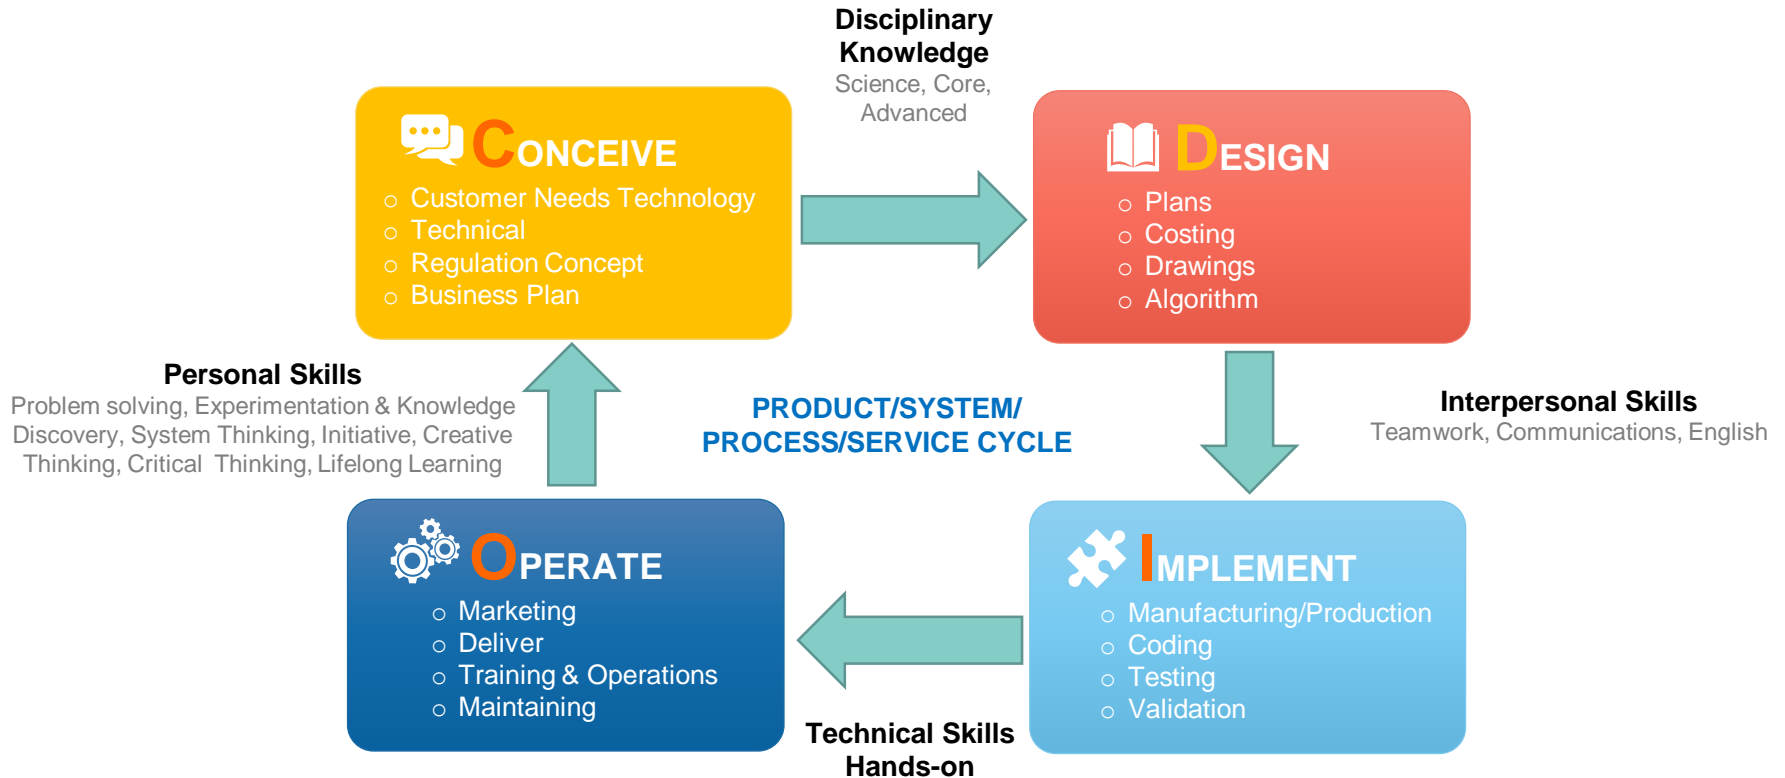 Disciplinary
Knowledge
Science, Core,
Advanced
CONCEIVE
Customer Needs Technology
Technical
Regulation Concept
Business Plan
DESIGN
Plans
Costing
Drawings
Algorithm
Personal Skills
Problem solving, Experimentation & Knowledge
Discovery, System Thinking, Initiative, Creative
Thinking, Critical Thinking, Lifelong Learning
PRODUCT/SYSTEM/
PROCESS/SERVICE CYCLE
Interpersonal Skills
Teamwork, Communications, English
OPERATE
Marketing
Deliver
Training & Operations
Maintaining
IMPLEMENT
Manufacturing/Production
Coding
Testing
Validation
Technical Skills
Hands-on